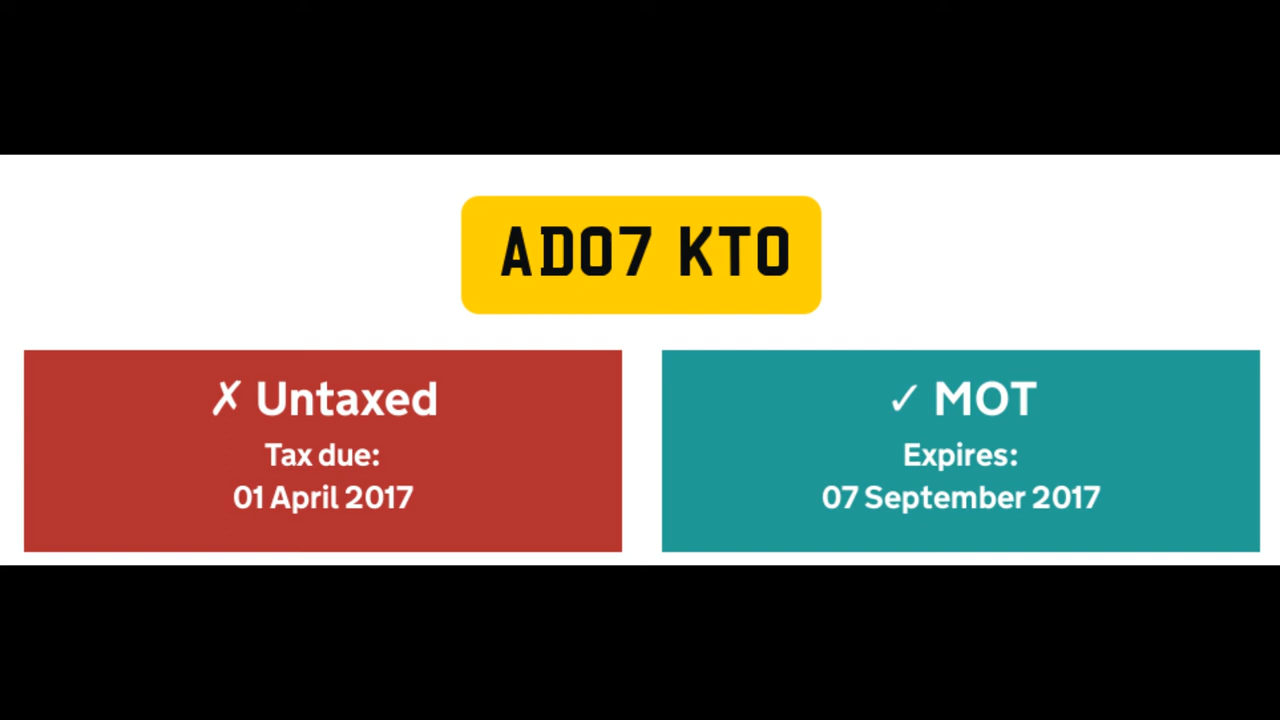 AD07 KTO
✗ Untaxed
Tax due:
01 April 2017
✓ MOT
Expires:
07 September 2017